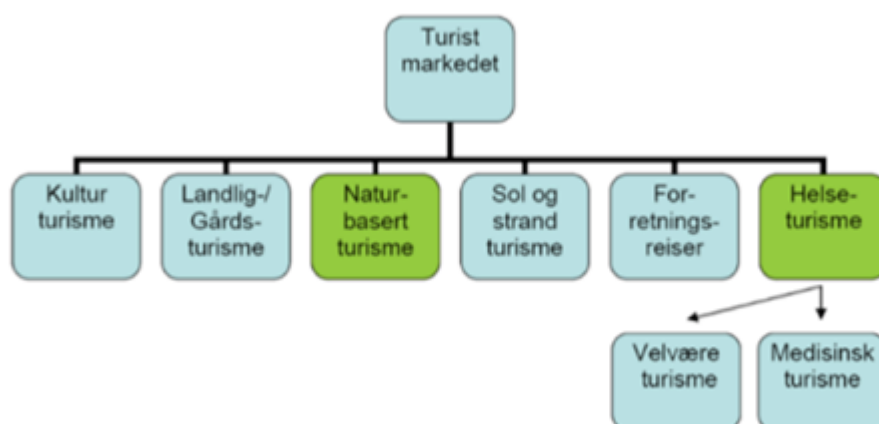 Turist
markedet
Kultur
turisme
Landlig-/
Gårds-
turisme
Natur-
basert
turisme
Sol og
strand
turisme
For-
retnings-
reiser
Helse-
turisme
Velvære
turisme
Medisinsk
turisme